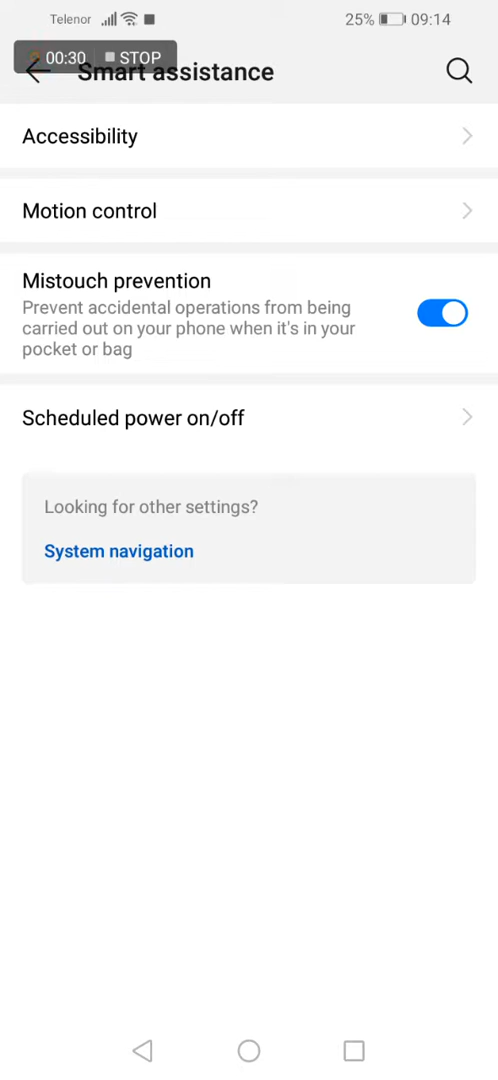 Telenor
25% 09:14
00:30 STOP
Smart assistance
Accessibility
Motion control
Mistouch prevention
Prevent accidental operations from being
carried out on your phone when it's in your
pocket or bag
Scheduled power on/off
Looking for other settings?
System navigation